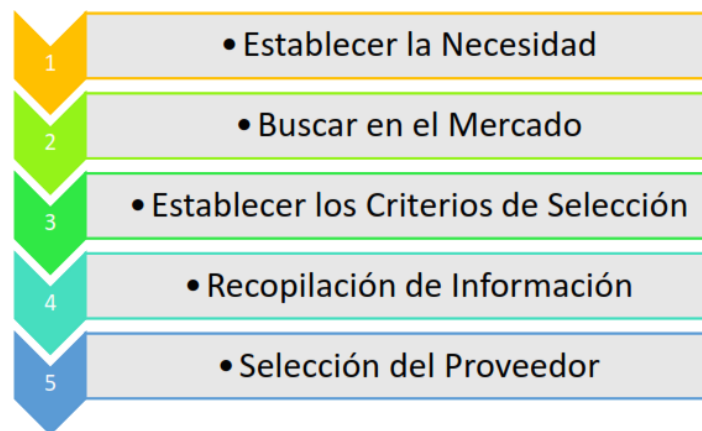 1
• Establecer la Necesidad
2
• Buscar en el Mercado
3
• Establecer los Criterios de Selección
4
• Recopilación de Información
5
• Selección del Proveedor